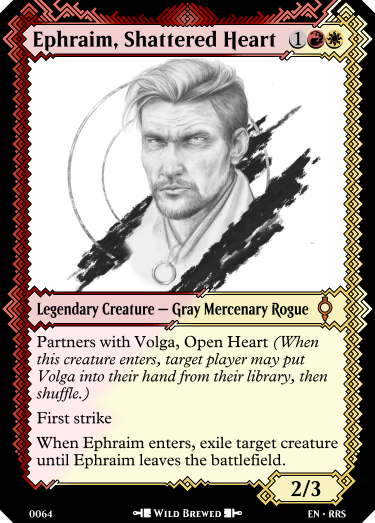 Ephraim, Shattered Heart 1
Legendary Creature — Gray Mercenary Rogue
Partners with Volga, Open Heart (When
this creature enters, target player may put
Volga into their hand from their library, then
shuffle.)
First strike
When Ephraim enters, exile target creature
until Ephraim leaves the battlefield.
2/3
0064 Wild Brewed EN • RRS